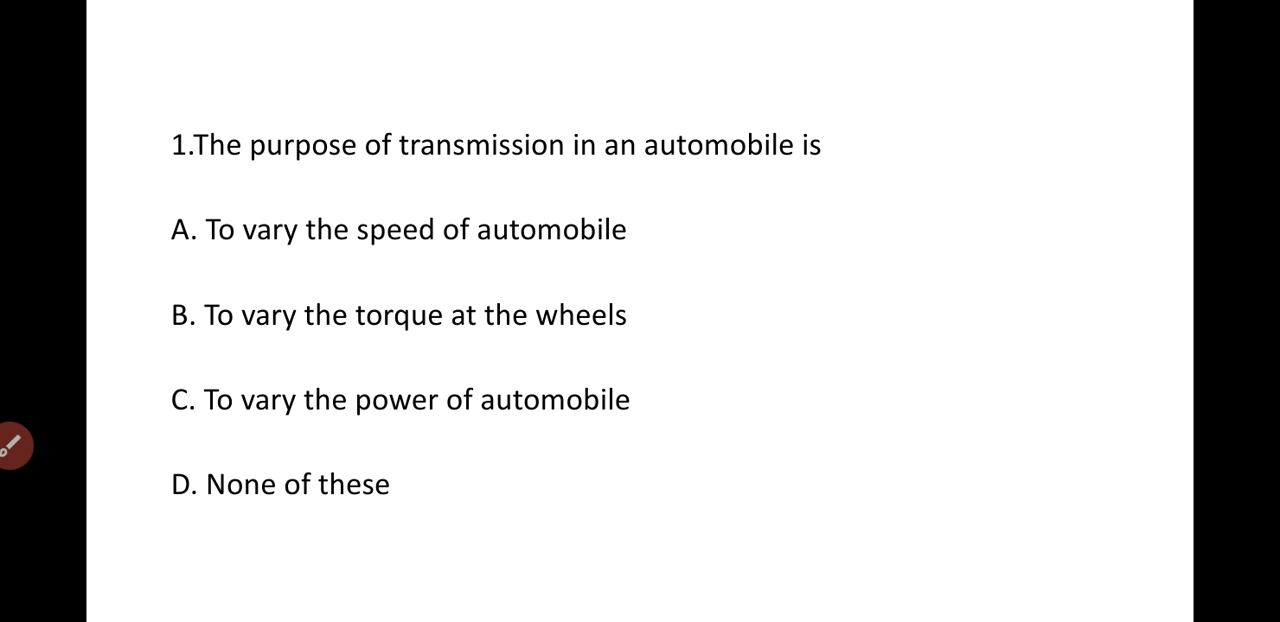 1.The purpose of transmission in an automobile is
A. To vary the speed of automobile
B. To vary the torque at the wheels
C. To vary the power of automobile
D. None of these